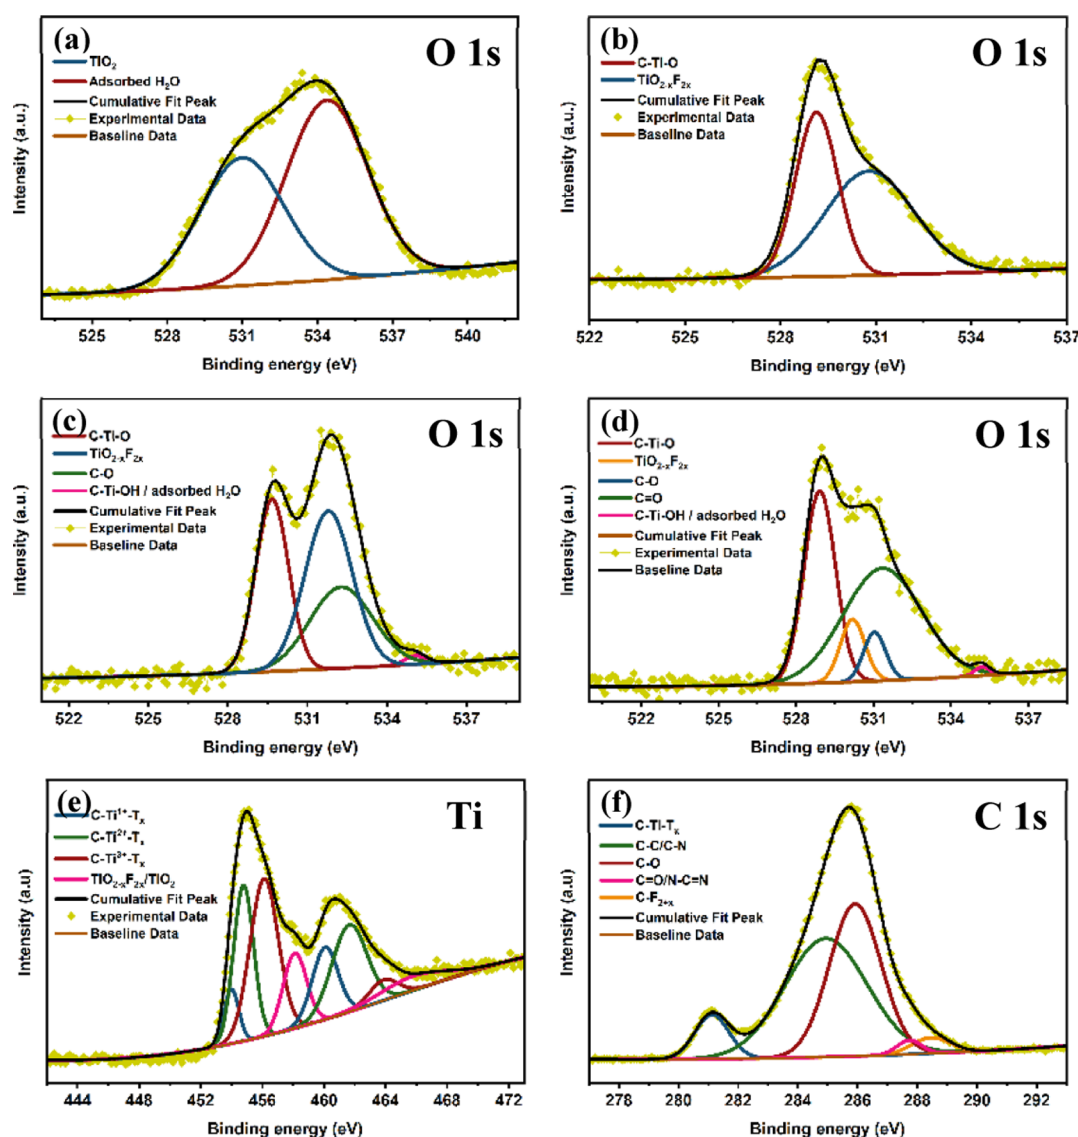 (a)
O 1s
TIO2
Adsorbed H2O
Cumulative Fit Peak
Experimental Data
Baseline Data
Intensity (a.u.)
525 528 531 534 537 540
Binding energy (eV)
(b)
O 1s
C-TI-O
TiO2-xF2x
Cumulative Fit Peak
Experimental Data
Baseline Data
Intensity (a.u.)
522 525 528 531 534 537
Binding energy (eV)
(c)
O 1s
C-TI-O
TiO2-xF2x
C-O
C-Ti-OH / adsorbed H2O
Cumulative Fit Peak
Experimental Data
Baseline Data
Intensity (a.u.)
522 525 528 531 534 537
Binding energy (eV)
(d)
O 1s
C-Ti-O
TiO2-xF2x
C-O
C=O
C-Ti-OH / adsorbed H2O
Cumulative Fit Peak
Experimental Data
Baseline Data
Intensity (a.u.)
522 525 528 531 534 537
Binding energy (eV)
(e)
Ti
C-Ti1+-Tx
C-Ti2+-Tx
C-Ti3+-Tx
TIO2-xF2x/TIO2
Cumulative Fit Peak
Experimental Data
Baseline Data
Intensity (a.u.)
444 448 452 456 460 464 468 472
Binding energy (eV)
(f)
C 1s
C-TI-Tx
C-C/C-N
C-O
C=O/N-C=N
C-F2+x
Cumulative Fit Peak
Baseline Data
Intensity (a.u)
278 280 282 284 286 288 290 292
Binding energy (eV)